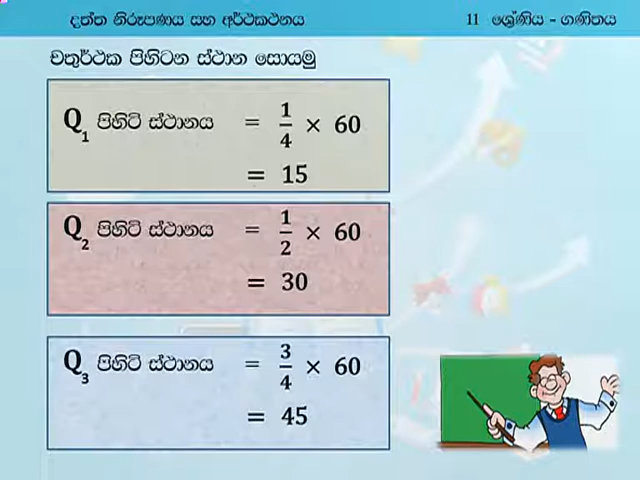 දත්ත නිරූපණය සහ අර්ථකථනය
11 ශ්‍රේණිය - ගණිතය
චතුර්ථක පිහිටන ස්ථාන සොයමු
Q₁ පිහිටි ස්ථානය = 1/4 × 60
= 15
Q₂ පිහිටි ස්ථානය = 1/2 × 60
= 30
Q₃ පිහිටි ස්ථානය = 3/4 × 60
= 45